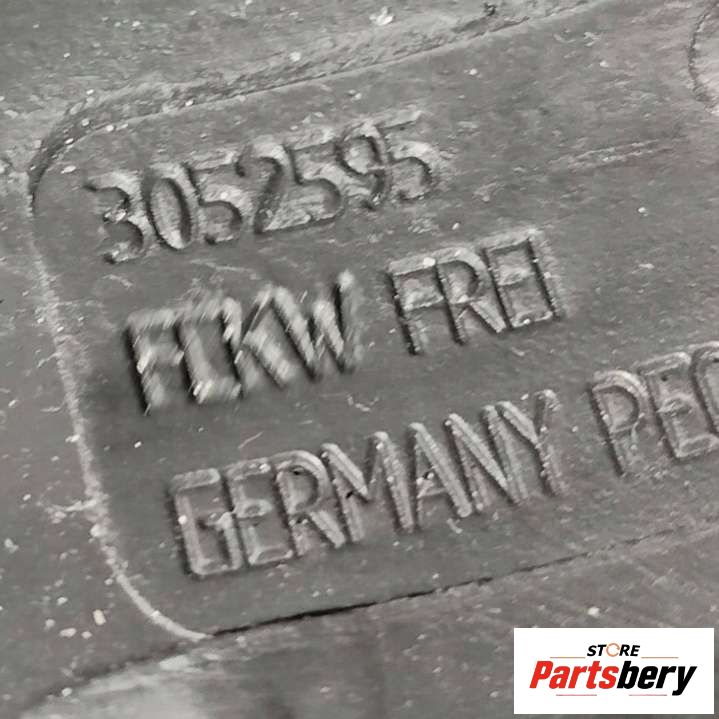 3052595
FCKW FREI
GERMANY
STORE
Partsbery